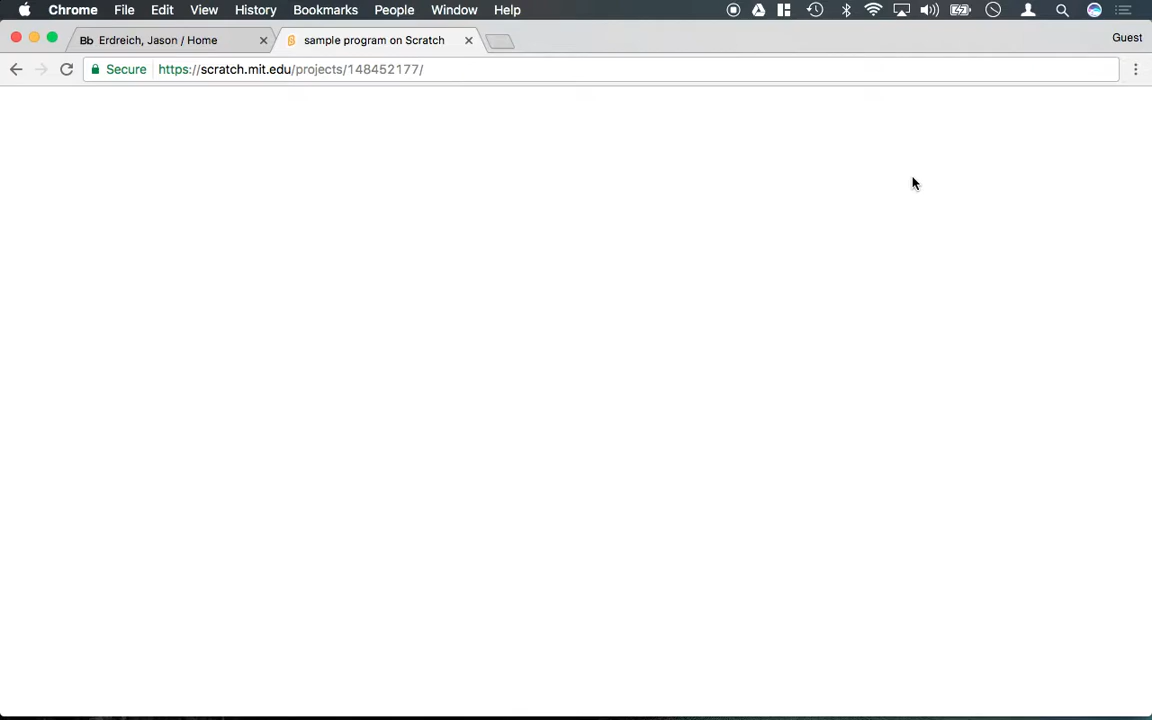 Chrome File Edit View History Bookmarks People Window Help
Bb Erdreich, Jason / Home sample program on Scratch Guest
Secure https://scratch.mit.edu/projects/148452177/